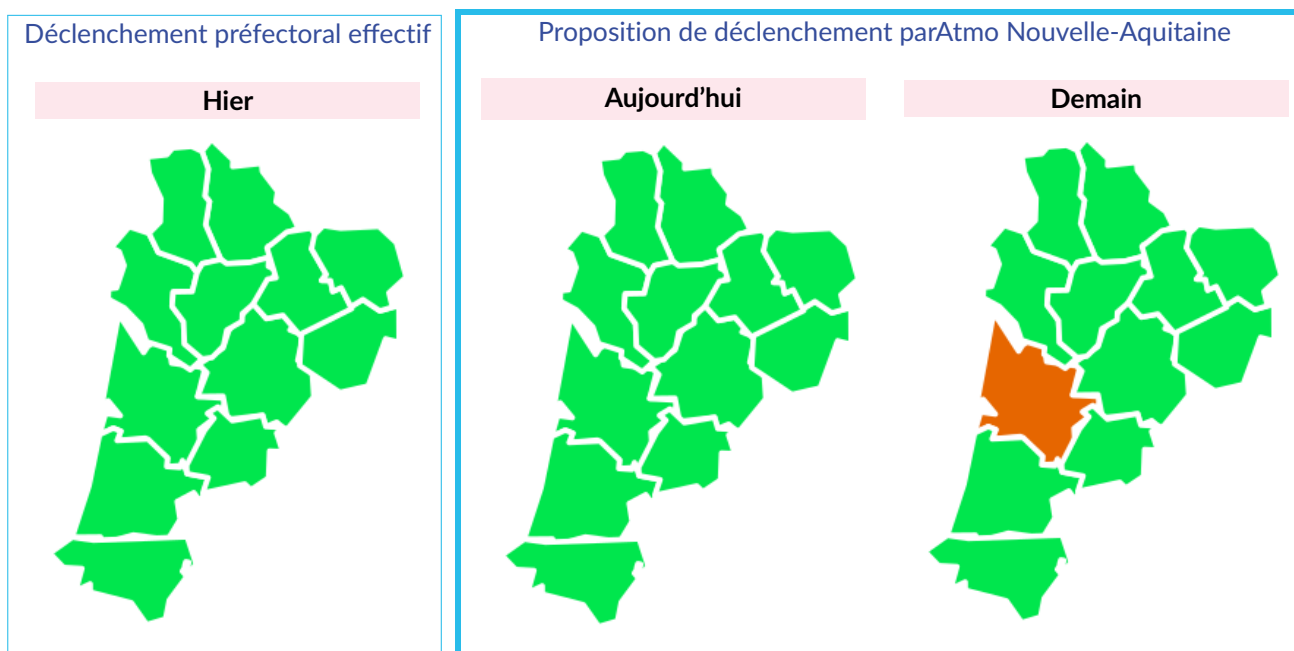 Déclenchement préfectoral effectif
Hier
Proposition de déclenchement parAtmo Nouvelle-Aquitaine
Aujourd'hui
Demain